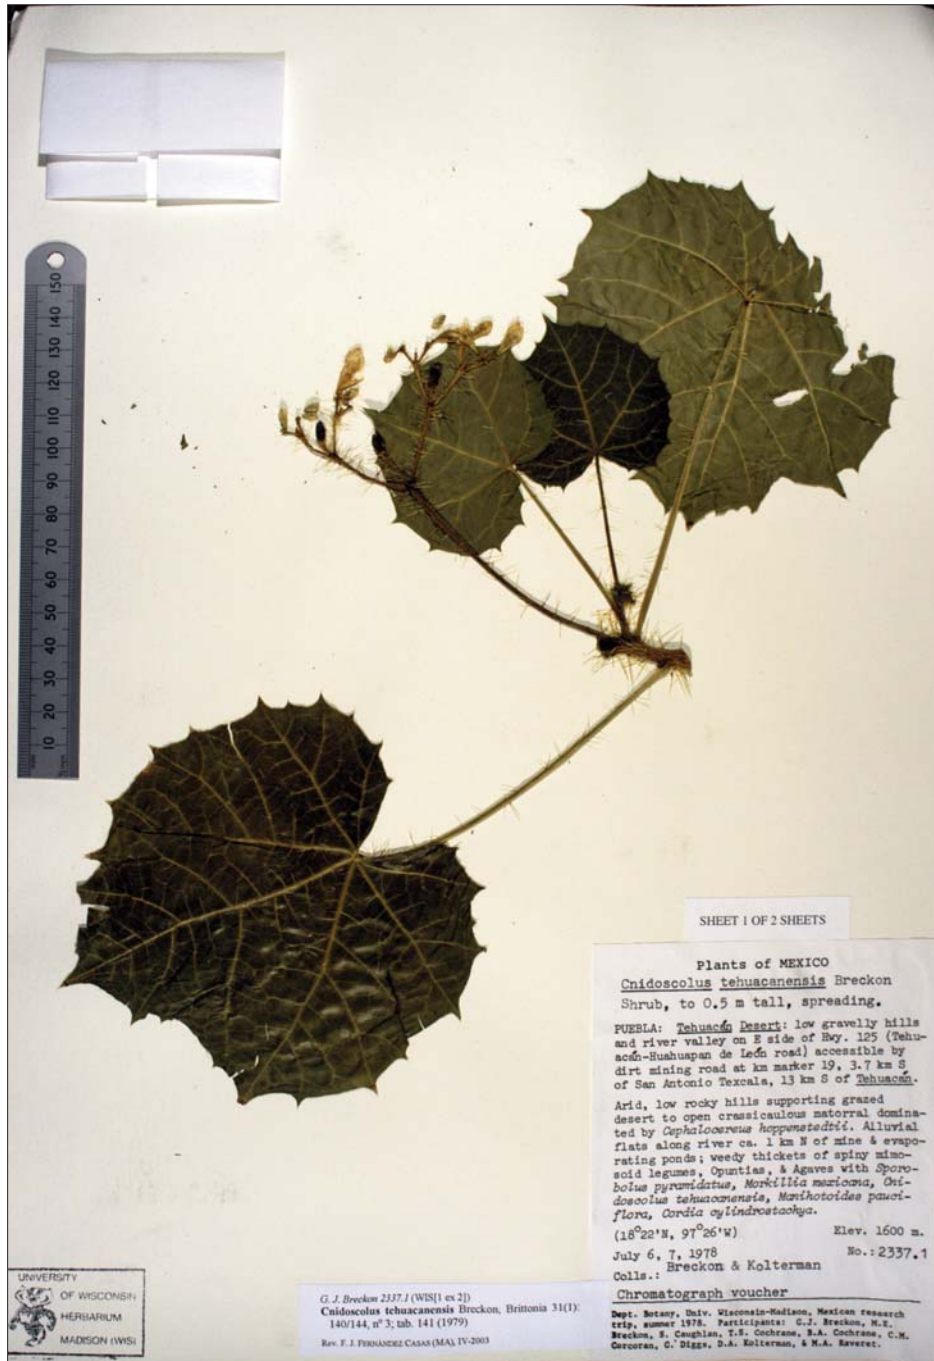 150
140
130
120
110
100
90
80
70
60
50
40
30
20
10
SHEET 1 OF 2 SHEETS
Plants of MEXICO
Cnidoscolus tehuacanensis Breckon
Shrub, to 0.5 m tall, spreading.
PUEBLA: Tehuacán Desert: low gravelly hills
and river valley on E side of Hwy. 125 (Tehu-
acán-Huahuapan de León road) accessible by
dirt mining road at km marker 19, 3.7 km S
of San Antonio Texcala, 13 km S of Tehuacán.
Arid, low rocky hills supporting grazed
desert to open crassicaulous matorral domina-
ted by Cephalocereus hoppenstedtii. Alluvial
flats along river ca. 1 km N of mine & evapo-
rating ponds; weedy thickets of spiny mimo-
soid legumes, Opuntias, & Agaves with Sporo-
bolus pyramidatus, Morkillia mexicana, Cni-
doscolus tehuacanensis, Manihotoides pauci-
flora, Cordia cylindrostachya.
(18°22'N, 97°26'W) Elev. 1600 m.
July 6, 7, 1978 No.: 2337.1
Colls.: Breckon & Kolterman
Chromatograph voucher
Dept. Botany, Univ. Wisconsin-Madison, Mexican research
trip, summer 1978. Participants: G.J. Breckon, M.E.
Breckon, S. Caughlan, T.S. Cochrane, B.A. Cochrane, C.M.
Corcoran, G. Diggs, D.A. Kolterman, & M.A. Raveret.
UNIVERSITY
OF WISCONSIN
HERBARIUM
MADISON (WIS)
G. J. Breckon 2337.1 (WIS[1 ex 2])
Cnidoscolus tehuacanensis Breckon, Brittonia 31(1):
140/144, nº 3; tab. 141 (1979)
Rev. F. J. FERNÁNDEZ CASAS (MA), IV-2003